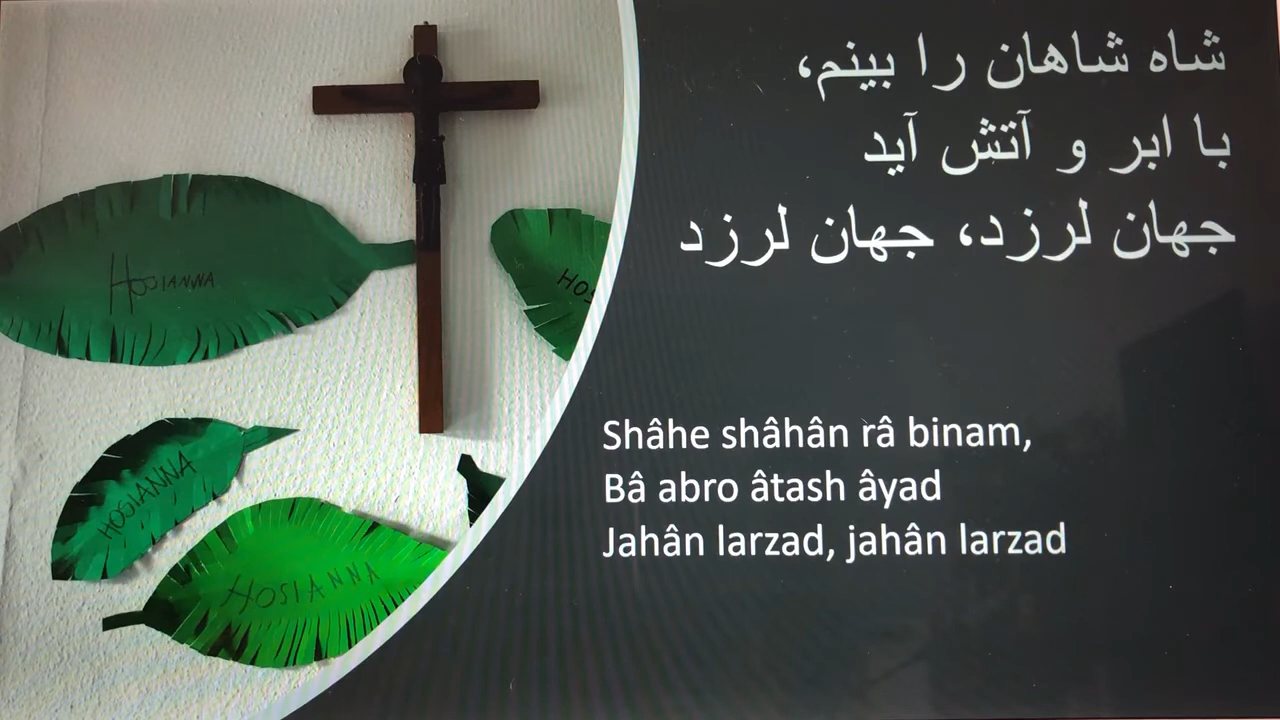 شاه شاهان را بینم،
با ابر و آتش آید
جهان لرزد، جهان لرزد
Shâhe shâhân râ binam,
Bâ abro âtash âyad
Jahân larzad, jahân larzad
HOSIANNA
HOS
HOSIANNA
HOSIANNA